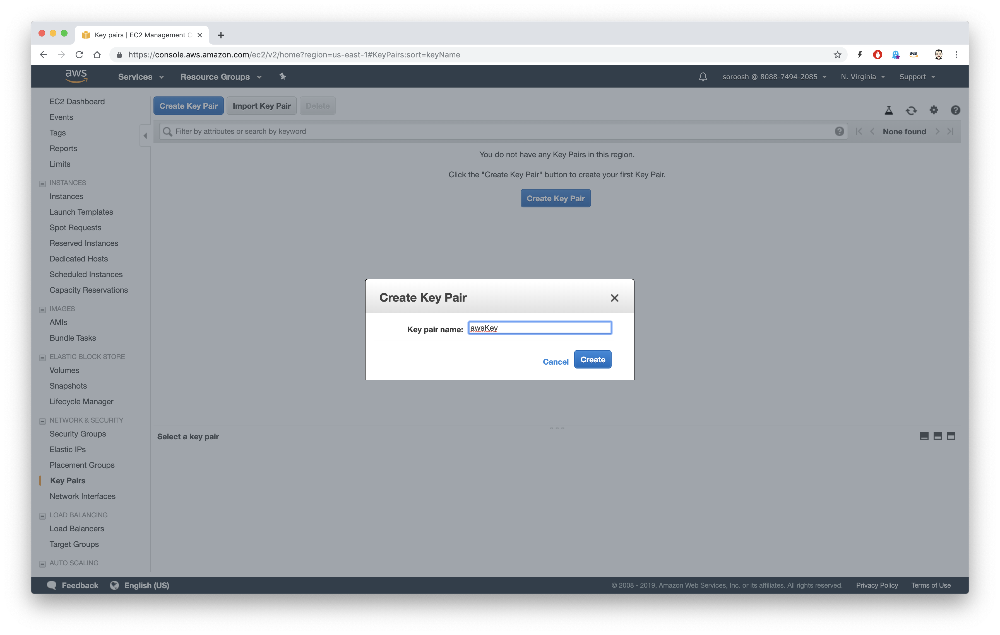 Key pairs | EC2 Management C
https://console.aws.amazon.com/ec2/v2/home?region=us-east-1#KeyPairs:sort=keyName
aea
aws
Services
Resource Groups
soroosh @ 8088-7494-2085
N. Virginia
Support
EC2 Dashboard
Events
Tags
Reports
Limits
INSTANCES
Instances
Launch Templates
Spot Requests
Reserved Instances
Dedicated Hosts
Scheduled Instances
Capacity Reservations
IMAGES
AMIs
Bundle Tasks
ELASTIC BLOCK STORE
Volumes
Snapshots
Lifecycle Manager
NETWORK & SECURITY
Security Groups
Elastic IPs
Placement Groups
Key Pairs
Network Interfaces
LOAD BALANCING
Load Balancers
Target Groups
AUTO SCALING
Create Key Pair
Import Key Pair
Delete
Filter by attributes or search by keyword
None found
You do not have any Key Pairs in this region.
Click the "Create Key Pair" button to create your first Key Pair.
Create Key Pair
Create Key Pair
Key pair name:
awsKey
Cancel
Create
Select a key pair
Feedback
English (US)
© 2008 - 2019, Amazon Web Services, Inc. or its affiliates. All rights reserved.
Privacy Policy
Terms of Use